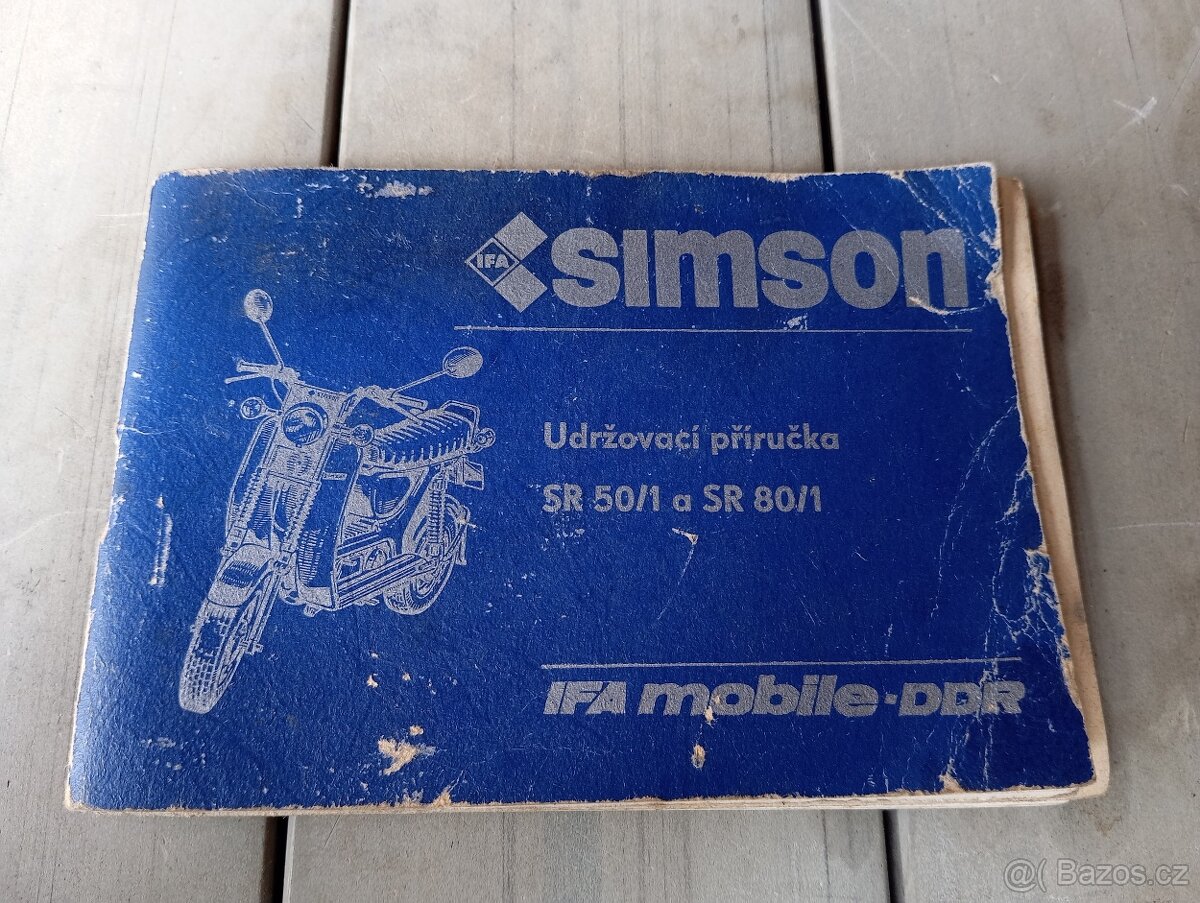 IFA
simson
Udržovací příručka
SR 50/1 a SR 80/1
IFA mobile-DDR
@( Bazos.cz